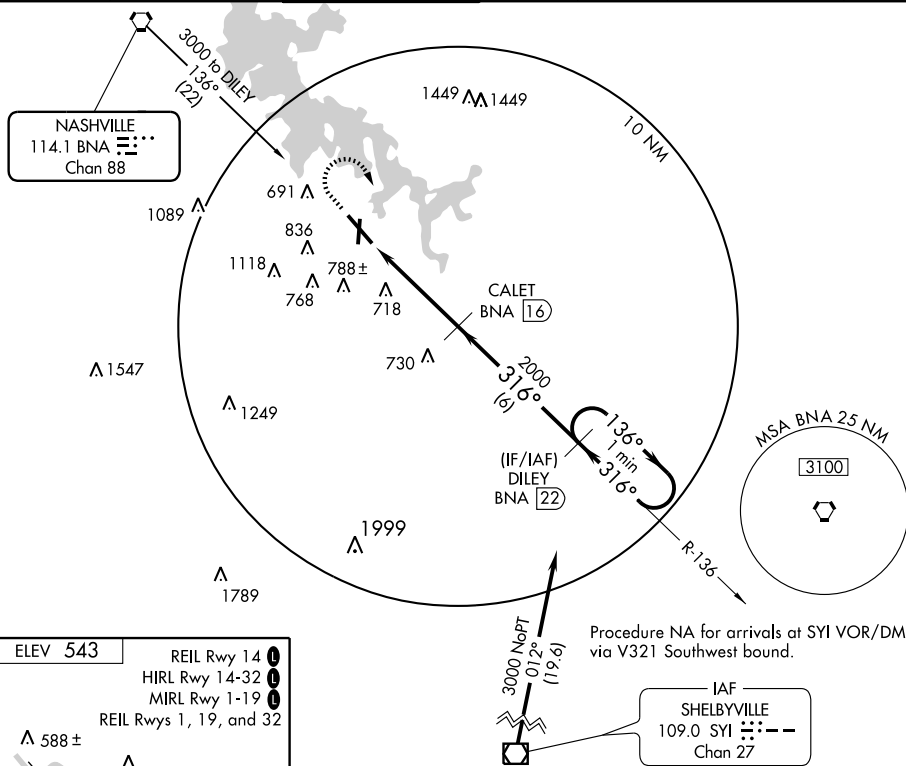 3000 to DILEY
136°
(22)
NASHVILLE
114.1 BNA
Chan 88
1449
1449
10 NM
691
1089
836
1118
788±
768
718
CALET
BNA 16
730
1547
2000
316°
(6)
1249
136°
1 min
316°
(IF/IAF)
DILEY
BNA 22
MSA BNA 25 NM
3100
1999
R-136
1789
3000 NoPT
012°
(19.6)
Procedure NA for arrivals at SYI VOR/DM
via V321 Southwest bound.
IAF
SHELBYVILLE
109.0 SYI
Chan 27
ELEV 543
REIL Rwy 14 L
HIRL Rwy 14-32 L
MIRL Rwy 1-19 L
REIL Rwys 1, 19, and 32
588±